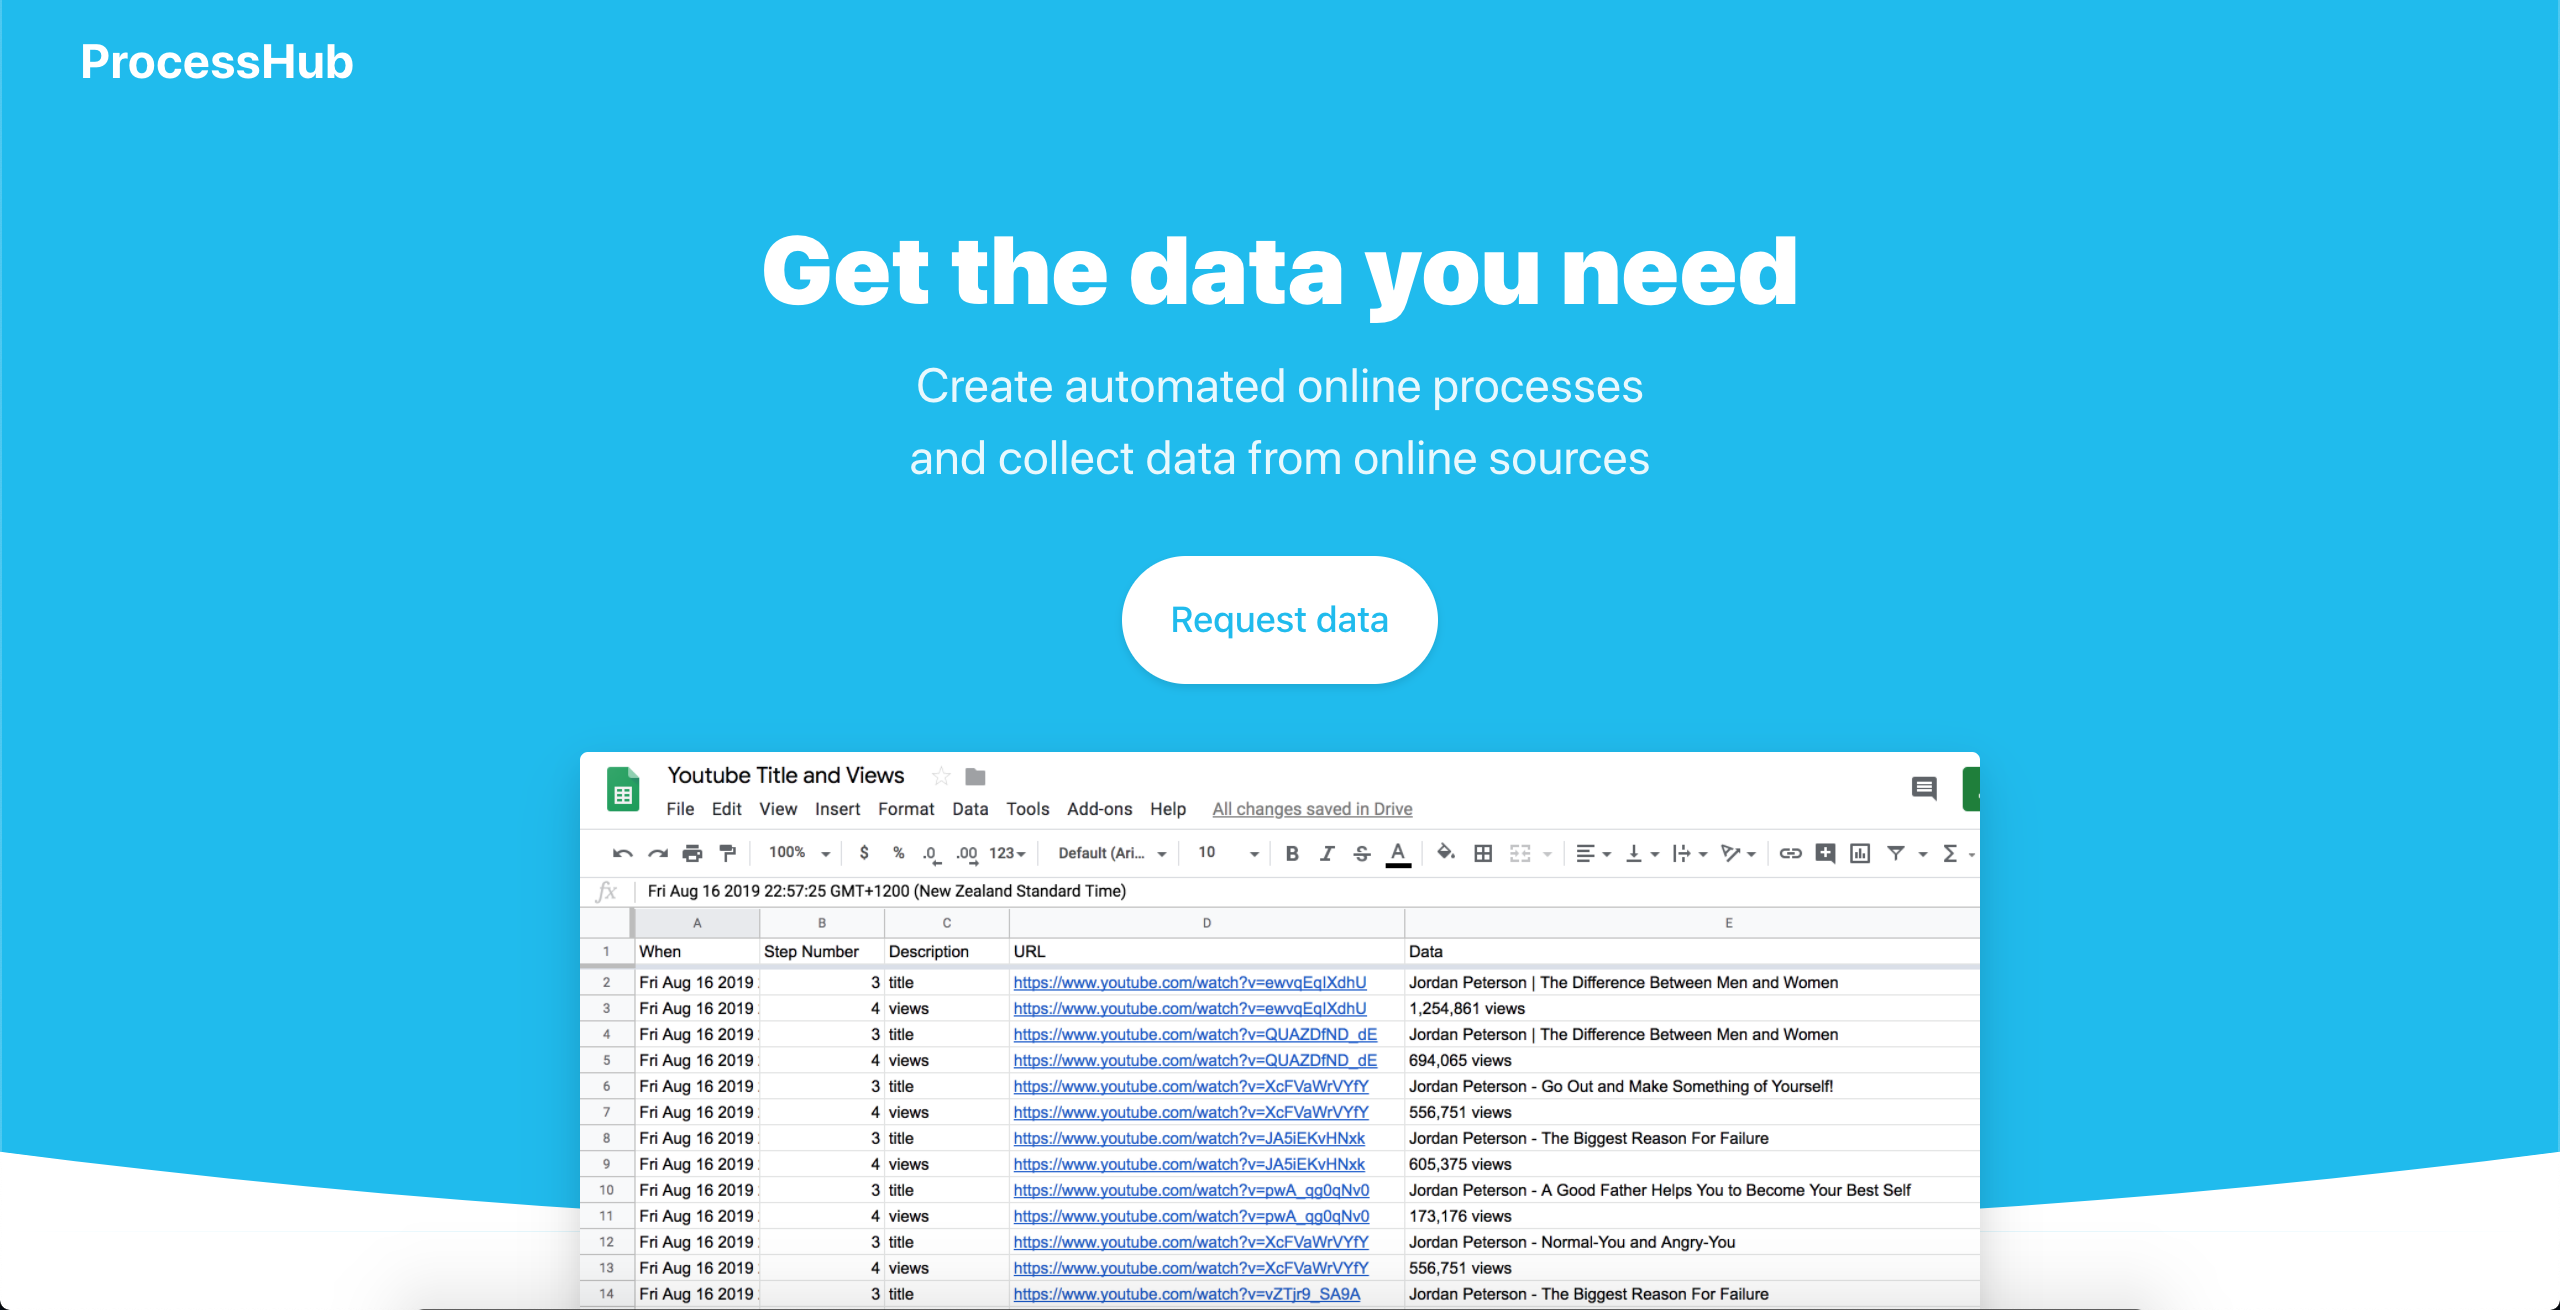 ProcessHub
Get the data you need
Create automated online processes
and collect data from online sources
Request data
Youtube Title and Views
File Edit View Insert Format Data Tools Add-ons Help All changes saved in Drive
100% $ % .0 .00 123 Default (Ari... 10 B I S A
fx Fri Aug 16 2019 22:57:25 GMT+1200 (New Zealand Standard Time)
A B C D E
1 When Step Number Description URL Data
2 Fri Aug 16 2019 3 title https://www.youtube.com/watch?v=ewvqEqIXdhU Jordan Peterson | The Difference Between Men and Women
3 Fri Aug 16 2019 4 views https://www.youtube.com/watch?v=ewvqEqIXdhU 1,254,861 views
4 Fri Aug 16 2019 3 title https://www.youtube.com/watch?v=QUAZDfND_dE Jordan Peterson | The Difference Between Men and Women
5 Fri Aug 16 2019 4 views https://www.youtube.com/watch?v=QUAZDfND_dE 694,065 views
6 Fri Aug 16 2019 3 title https://www.youtube.com/watch?v=XcFVaWrVYfY Jordan Peterson - Go Out and Make Something of Yourself!
7 Fri Aug 16 2019 4 views https://www.youtube.com/watch?v=XcFVaWrVYfY 556,751 views
8 Fri Aug 16 2019 3 title https://www.youtube.com/watch?v=JA5iEKvHNxk Jordan Peterson - The Biggest Reason For Failure
9 Fri Aug 16 2019 4 views https://www.youtube.com/watch?v=JA5iEKvHNxk 605,375 views
10 Fri Aug 16 2019 3 title https://www.youtube.com/watch?v=pwA_qg0qNv0 Jordan Peterson - A Good Father Helps You to Become Your Best Self
11 Fri Aug 16 2019 4 views https://www.youtube.com/watch?v=pwA_qg0qNv0 173,176 views
12 Fri Aug 16 2019 3 title https://www.youtube.com/watch?v=XcFVaWrVYfY Jordan Peterson - Normal-You and Angry-You
13 Fri Aug 16 2019 4 views https://www.youtube.com/watch?v=XcFVaWrVYfY 556,751 views
14 Fri Aug 16 2019 3 title https://www.youtube.com/watch?v=vZTjr9_SA9A Jordan Peterson - The Biggest Reason For Failure